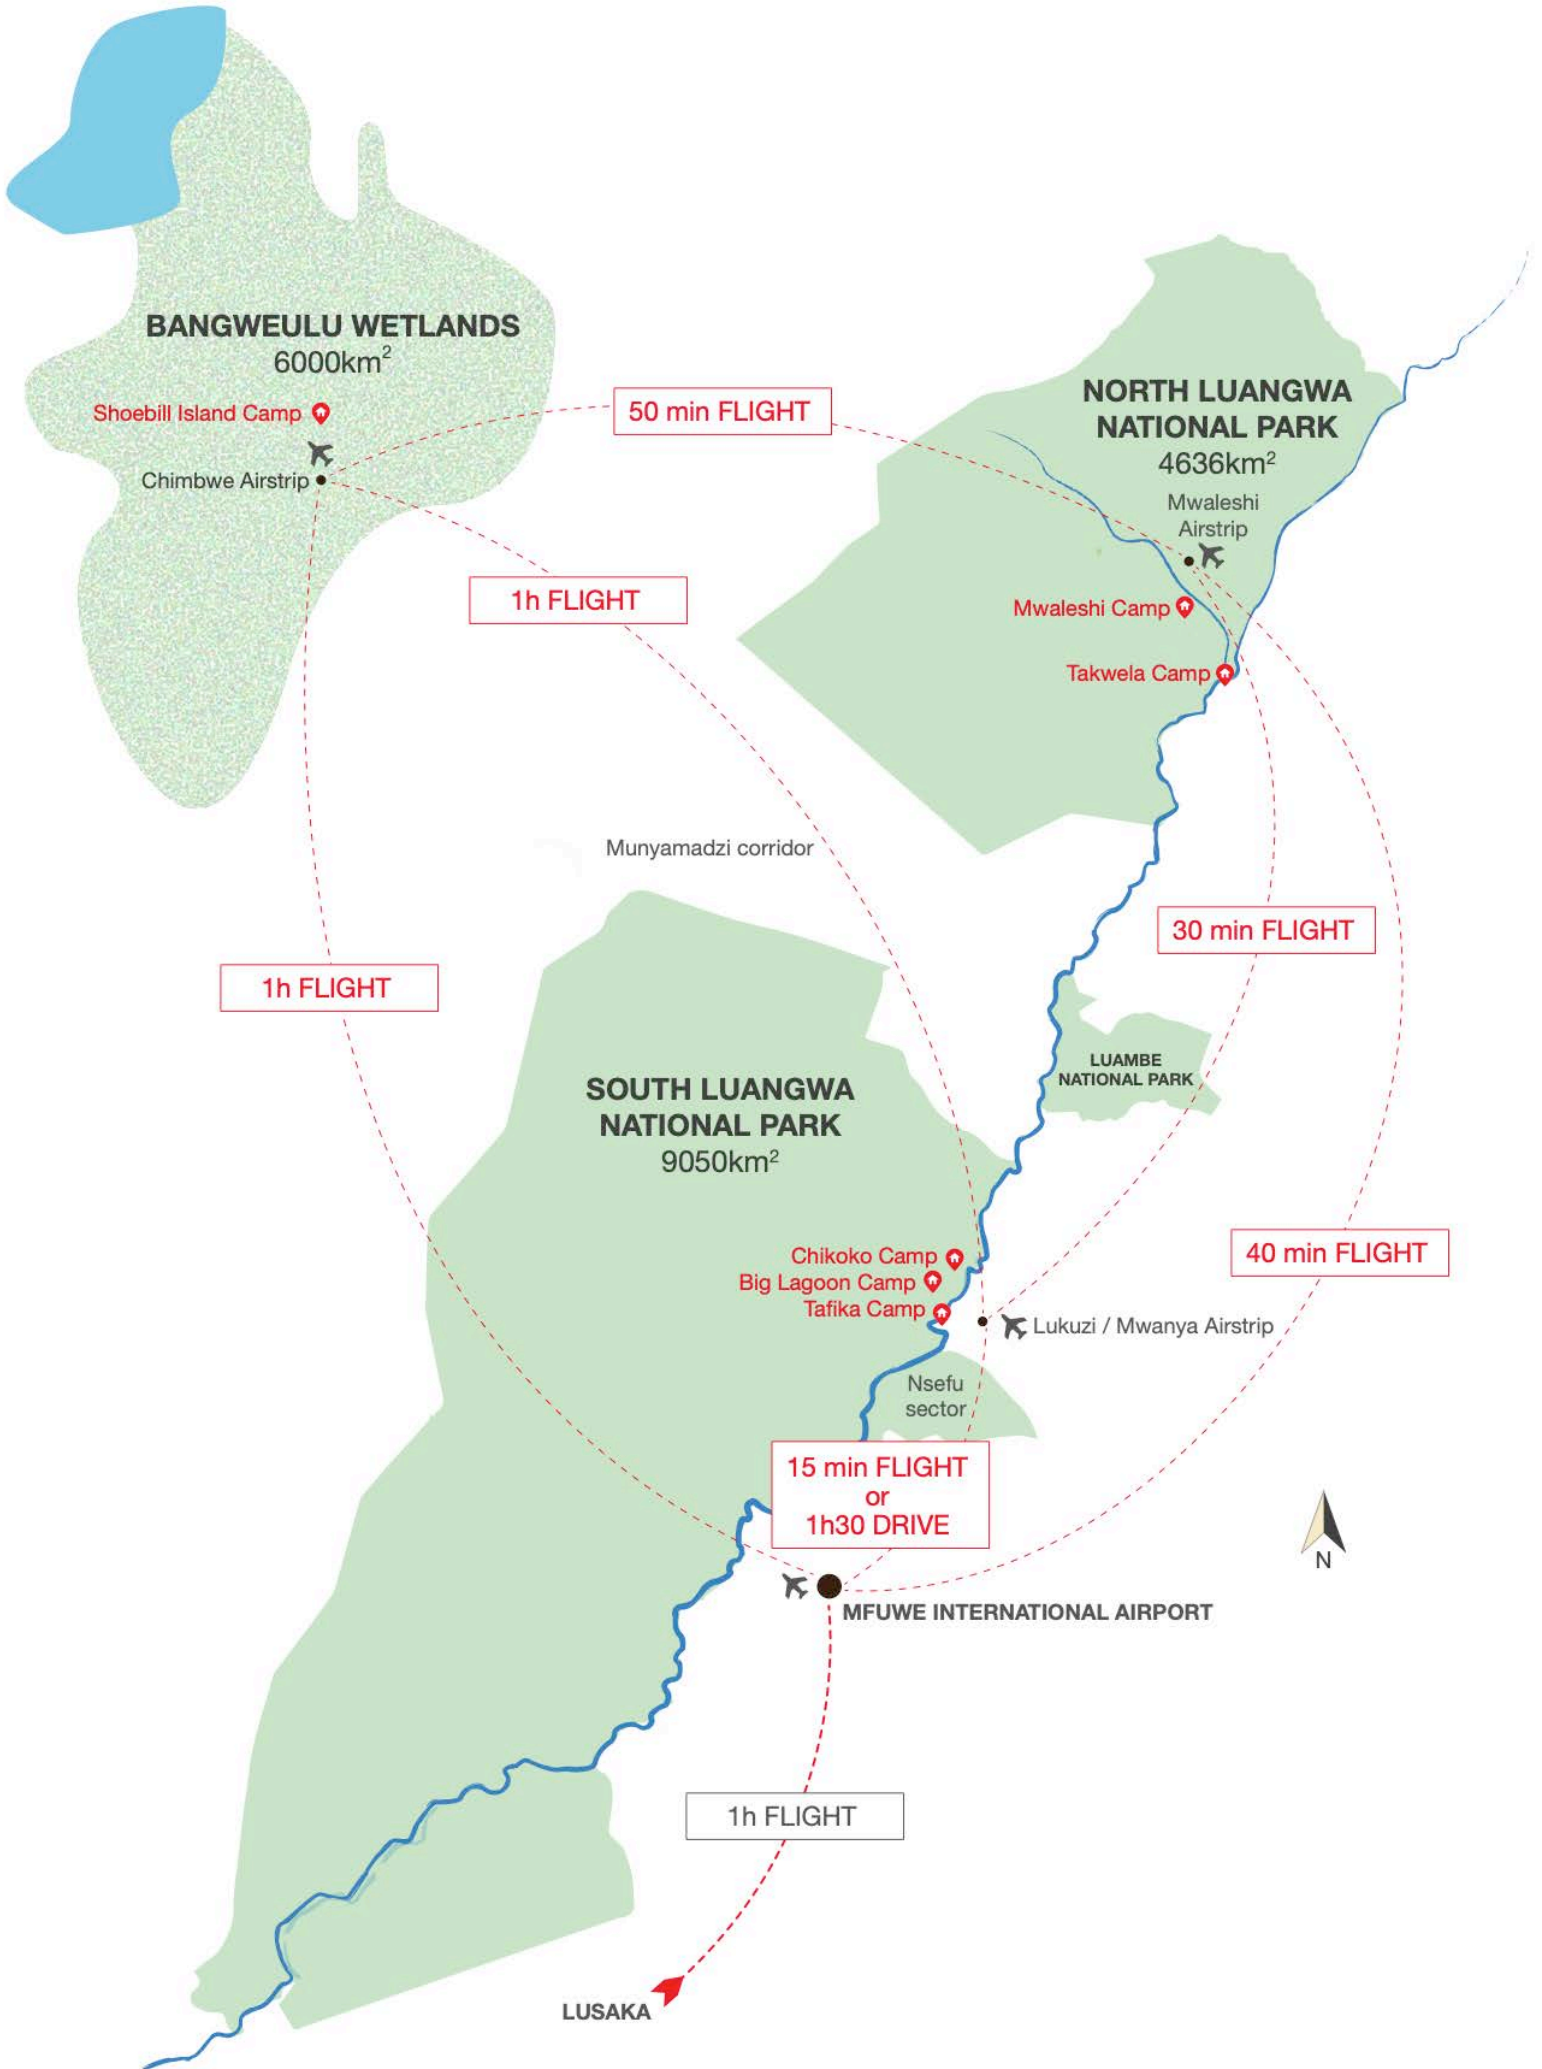 BANGWEULU WETLANDS
6000km²
Shoebill Island Camp
Chimbwe Airstrip
50 min FLIGHT
NORTH LUANGWA
NATIONAL PARK
4636km²
Mwaleshi
Airstrip
1h FLIGHT
Mwaleshi Camp
Takwela Camp
Munyamadzi corridor
30 min FLIGHT
1h FLIGHT
LUAMBE
NATIONAL PARK
SOUTH LUANGWA
NATIONAL PARK
9050km²
Chikoko Camp
Big Lagoon Camp
Tafika Camp
40 min FLIGHT
Lukuzi / Mwanya Airstrip
Nsefu
sector
15 min FLIGHT
or
1h30 DRIVE
N
MFUWE INTERNATIONAL AIRPORT
1h FLIGHT
LUSAKA